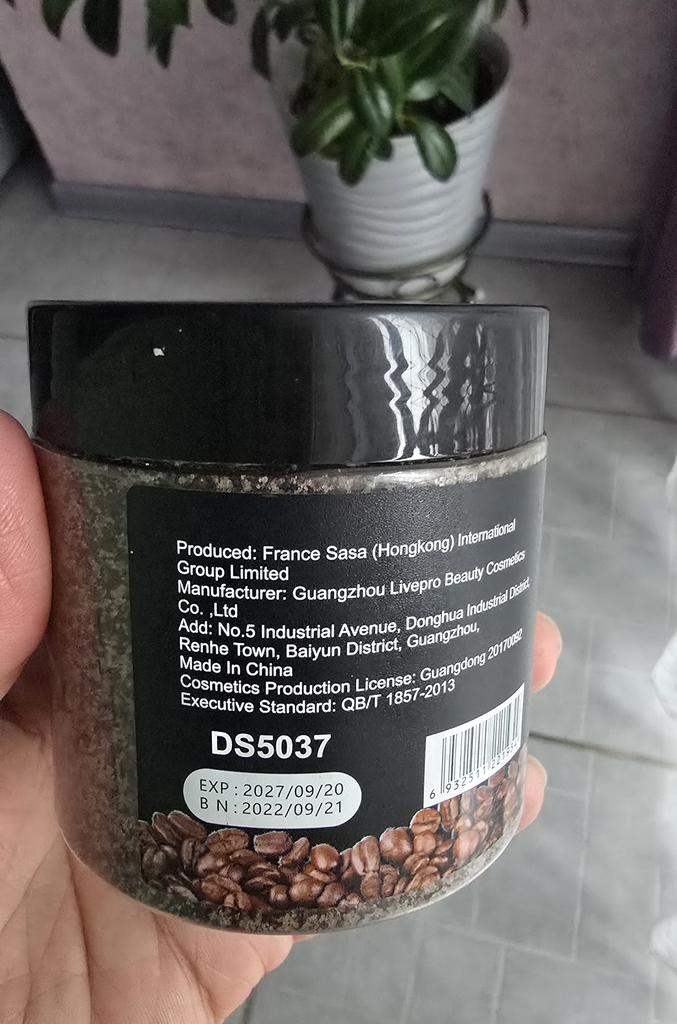 Produced: France Sasa (Hongkong) International
Group Limited
Manufacturer: Guangzhou Livepro Beauty Cosmetics
Co. ,Ltd
Add: No.5 Industrial Avenue, Donghua Industrial District,
Renhe Town, Baiyun District, Guangzhou,
Made In China
Cosmetics Production License: Guangdong 20170092
Executive Standard: QB/T 1857-2013
DS5037
EXP : 2027/09/20
B N : 2022/09/21